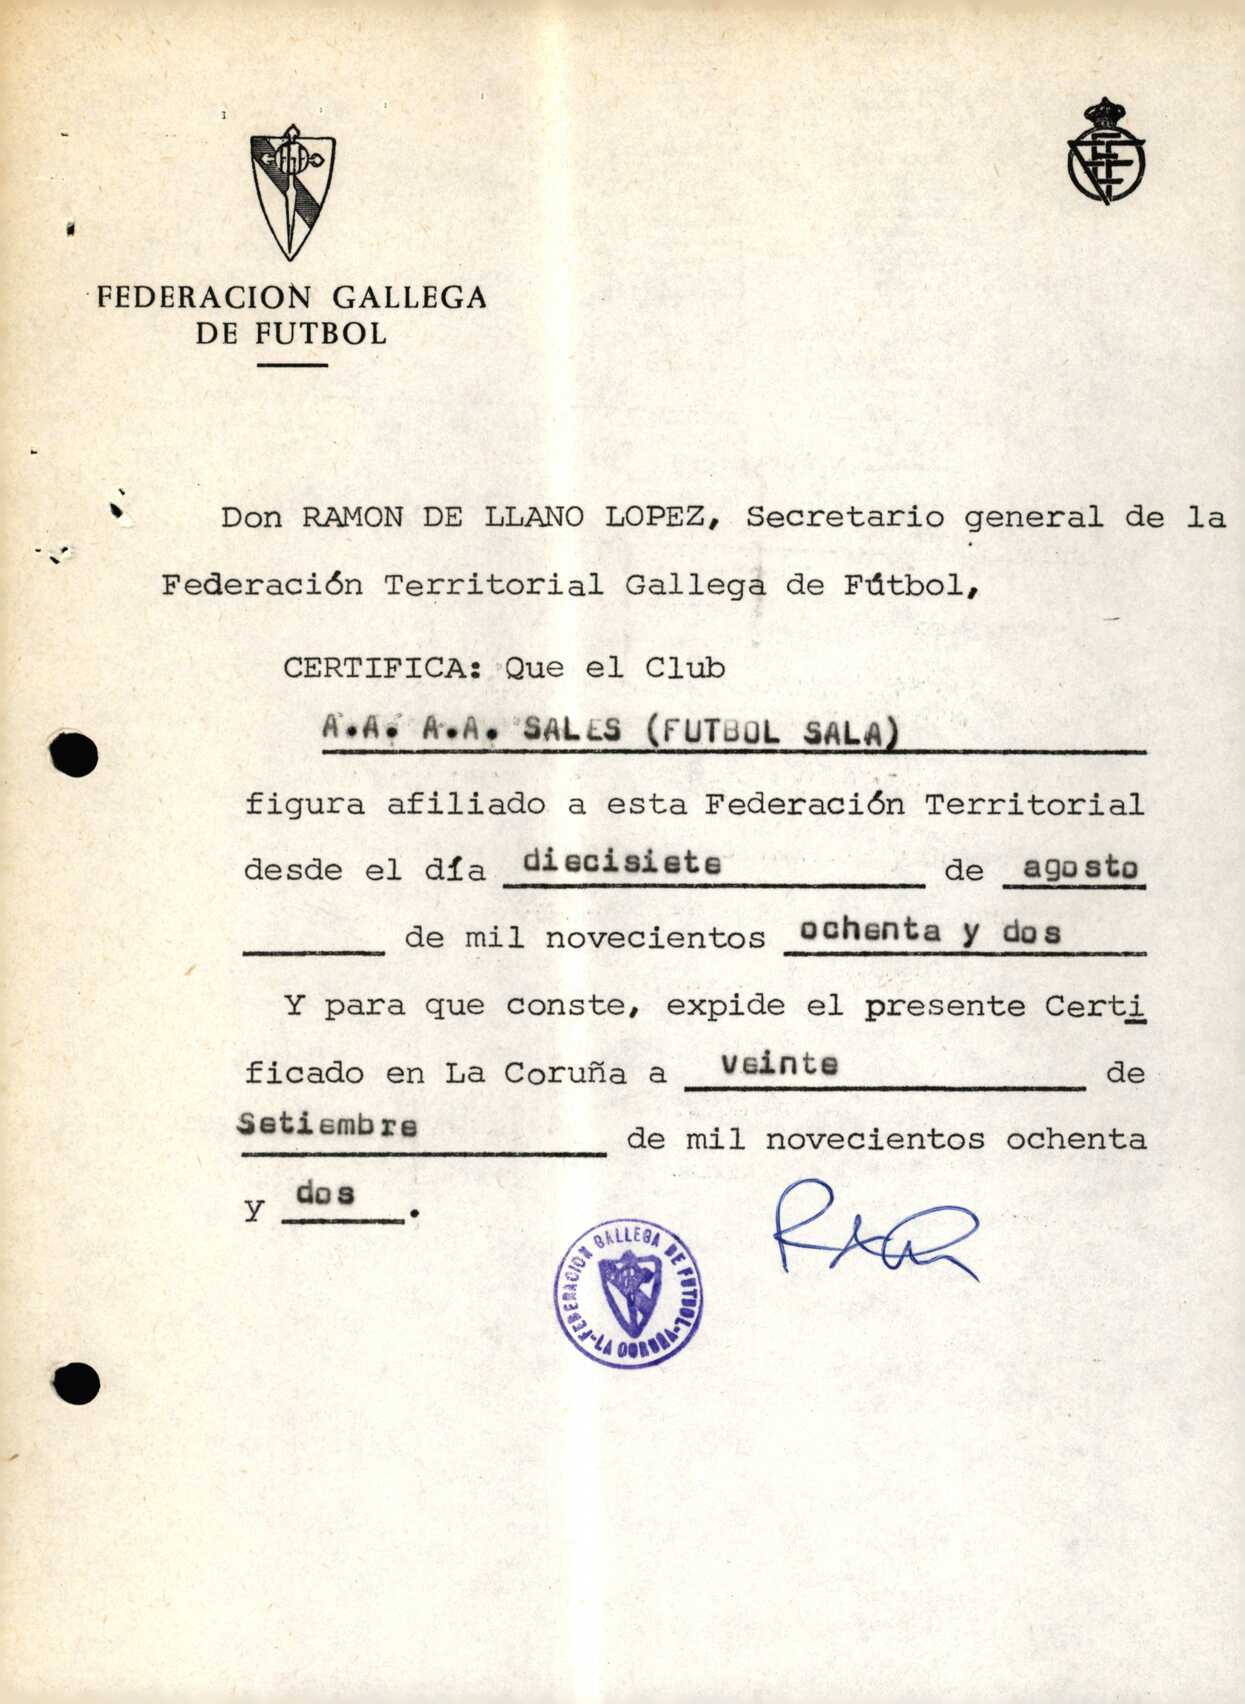 FEDERACION GALLEGA
DE FUTBOL
Don RAMON DE LLANO LOPEZ, Secretario general de la
Federación Territorial Gallega de Fútbol,
CERTIFICA: Que el Club
A.A. A.A. SALES (FUTBOL SALA)
figura afiliado a esta Federación Territorial
desde el día diecisiete de agosto
de mil novecientos ochenta y dos
Y para que conste, expide el presente Certi
ficado en La Coruña a veinte de
Setiembre de mil novecientos ochenta
y dos.
FEDERACION GALLEGA DE FUTBOL-LA CORUÑA-